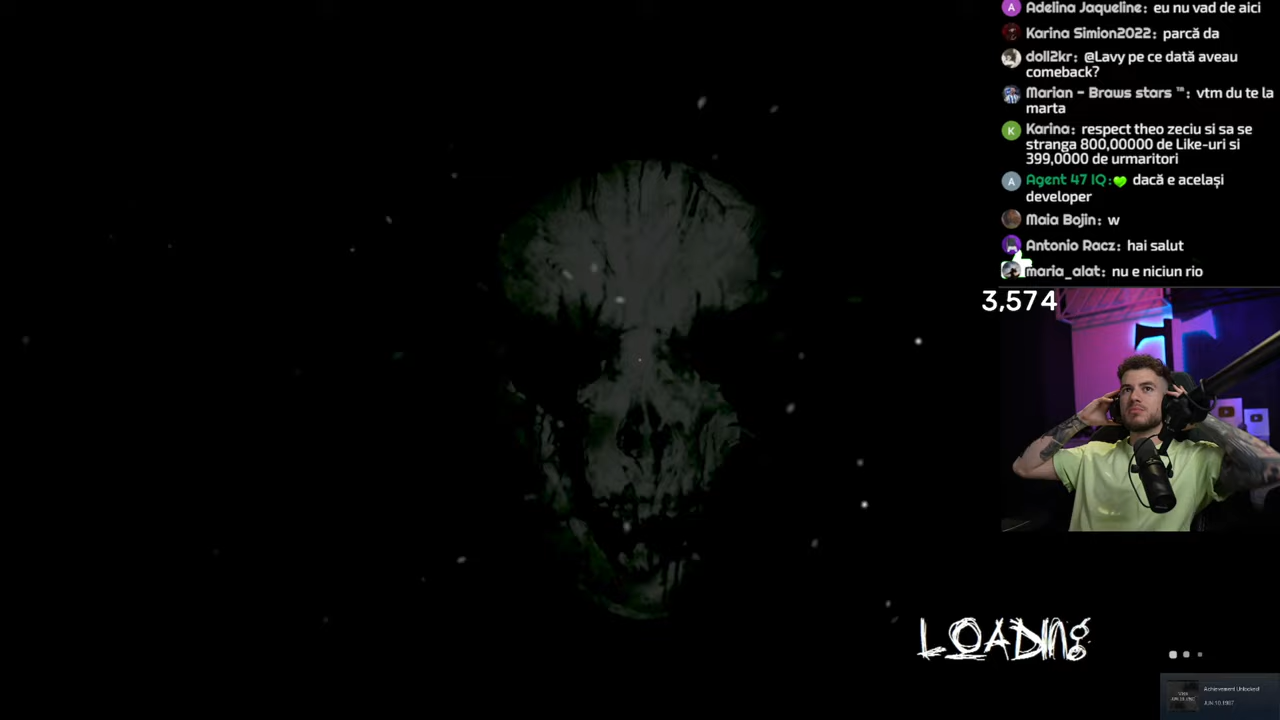 Adelina Jaqueline: eu nu vad de aici
Karina Simion2022: parcă da
doll2kr: @Lavy pe ce dată aveau
comeback?
Marian - Braws stars ™: vtm du te la
marta
Karina: respect theo zeciu si sa se
stranga 800,00000 de Like-uri si
399,0000 de urmaritori
Agent 47 IQ: dacă e același
developer
Maia Bojin: w
Antonio Racz: hai salut
maria_alat: nu e niciun rio
3,574
LOADING
Achievement Unlocked!
JUN.10.1907